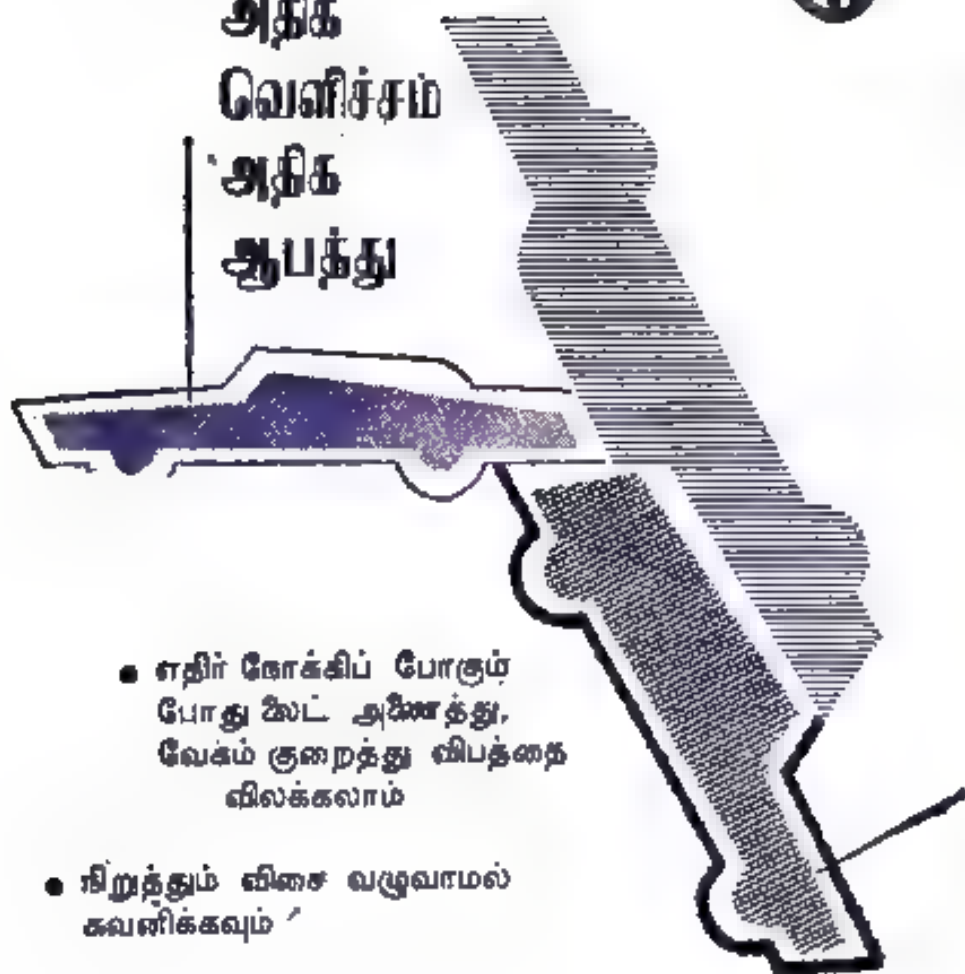 அதிக
வெளிச்சம்
அதிக
ஆபத்து
எதிர் நோக்கிப் போகும்
போது லைட் அணைத்து,
வேகம் குறைத்து விபத்தை
விலக்கலாம்
நிறுத்தும் விசை வழுவாமல்
கவனிக்கவும்